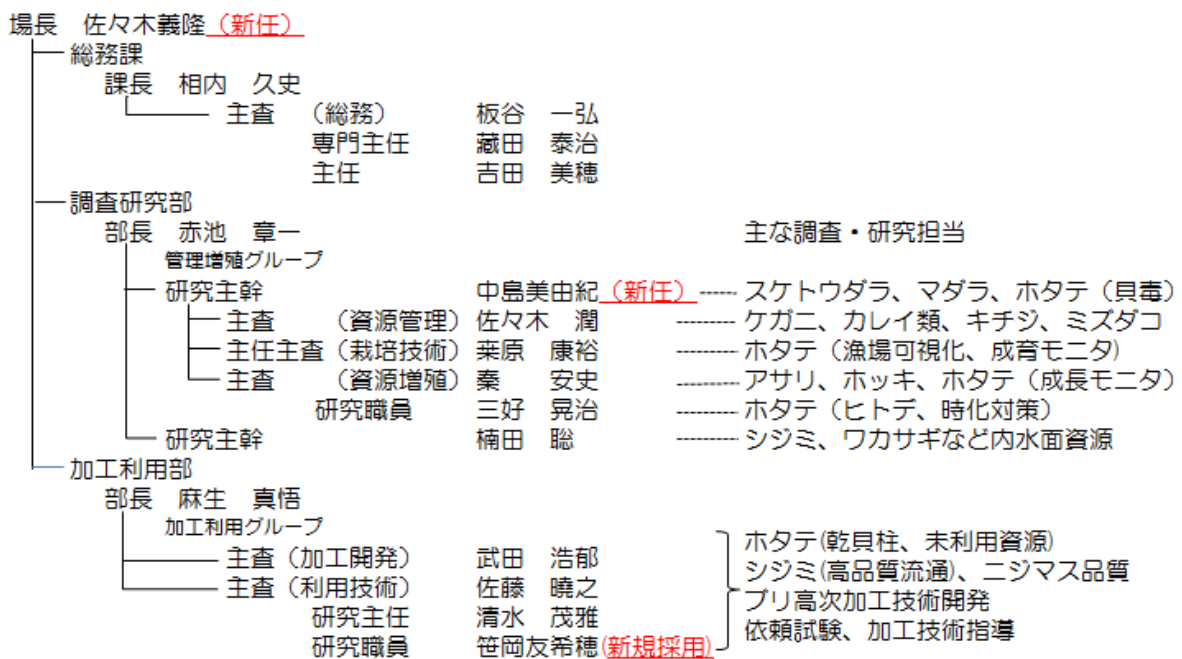 場長　佐々木義隆（新任）
総務課
課長　相内　久史
主査　（総務）　板谷　一弘
専門主任　藏田　泰治
主任　吉田　美穂
調査研究部
部長　赤池　章一　主な調査・研究担当
管理増殖グループ
研究主幹　中島美由紀（新任）　スケトウダラ、マダラ、ホタテ（貝毒）
主査　（資源管理）佐々木　潤　ケガニ、カレイ類、キチジ、ミズダコ
主任主査（栽培技術）桒原　康裕　ホタテ（漁場可視化、成育モニタ)
主査　（資源増殖）秦　安史　アサリ、ホッキ、ホタテ（成長モニタ）
研究職員　三好　晃治　ホタテ（ヒトデ、時化対策）
研究主幹　楠田　聡　シジミ、ワカサギなど内水面資源
加工利用部
部長　麻生　真悟
加工利用グループ
主査（加工開発）　武田　浩郁
主査（利用技術）　佐藤　暁之
研究主任　清水　茂雅
研究職員　笹岡友希穂(新規採用)
ホタテ(乾貝柱、未利用資源)
シジミ(高品質流通)、ニジマス品質
ブリ高次加工技術開発
依頼試験、加工技術指導